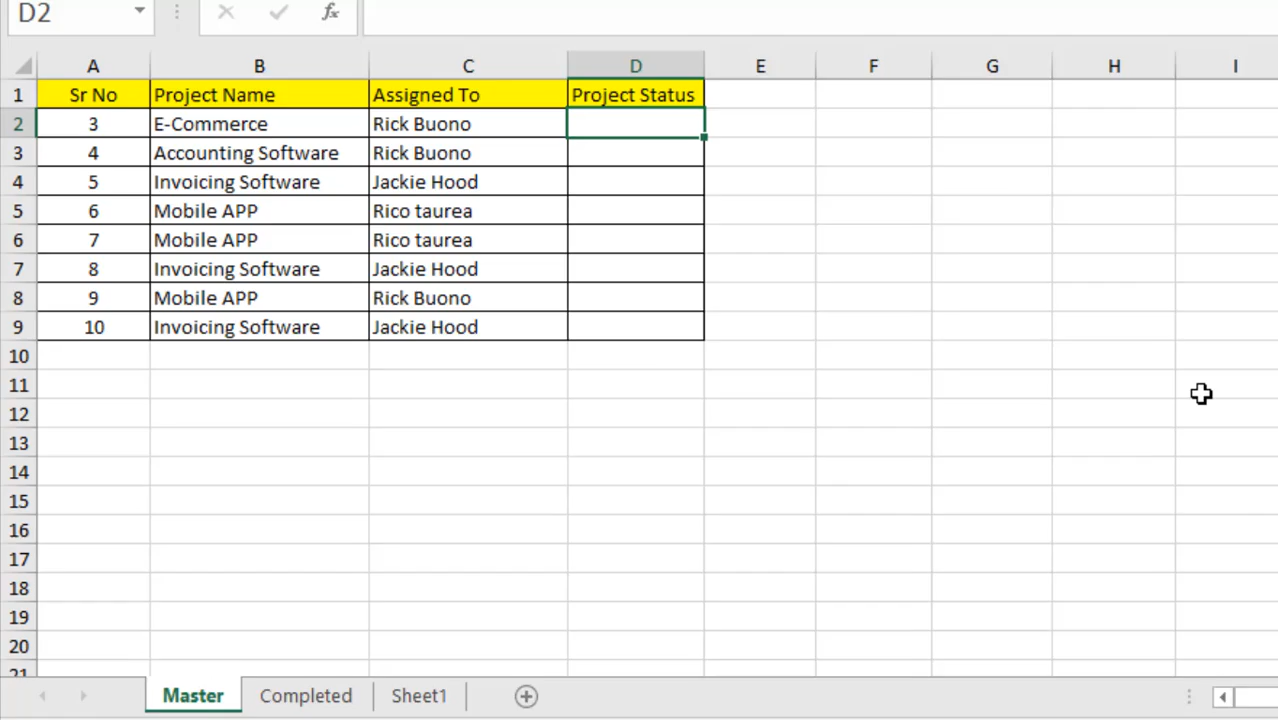 D2 fx
A B C D E F G H I
1 Sr No Project Name Assigned To Project Status
2 3 E-Commerce Rick Buono
3 4 Accounting Software Rick Buono
4 5 Invoicing Software Jackie Hood
5 6 Mobile APP Rico taurea
6 7 Mobile APP Rico taurea
7 8 Invoicing Software Jackie Hood
8 9 Mobile APP Rick Buono
9 10 Invoicing Software Jackie Hood
10
11
12
13
14
15
16
17
18
19
20
21
Master Completed Sheet1